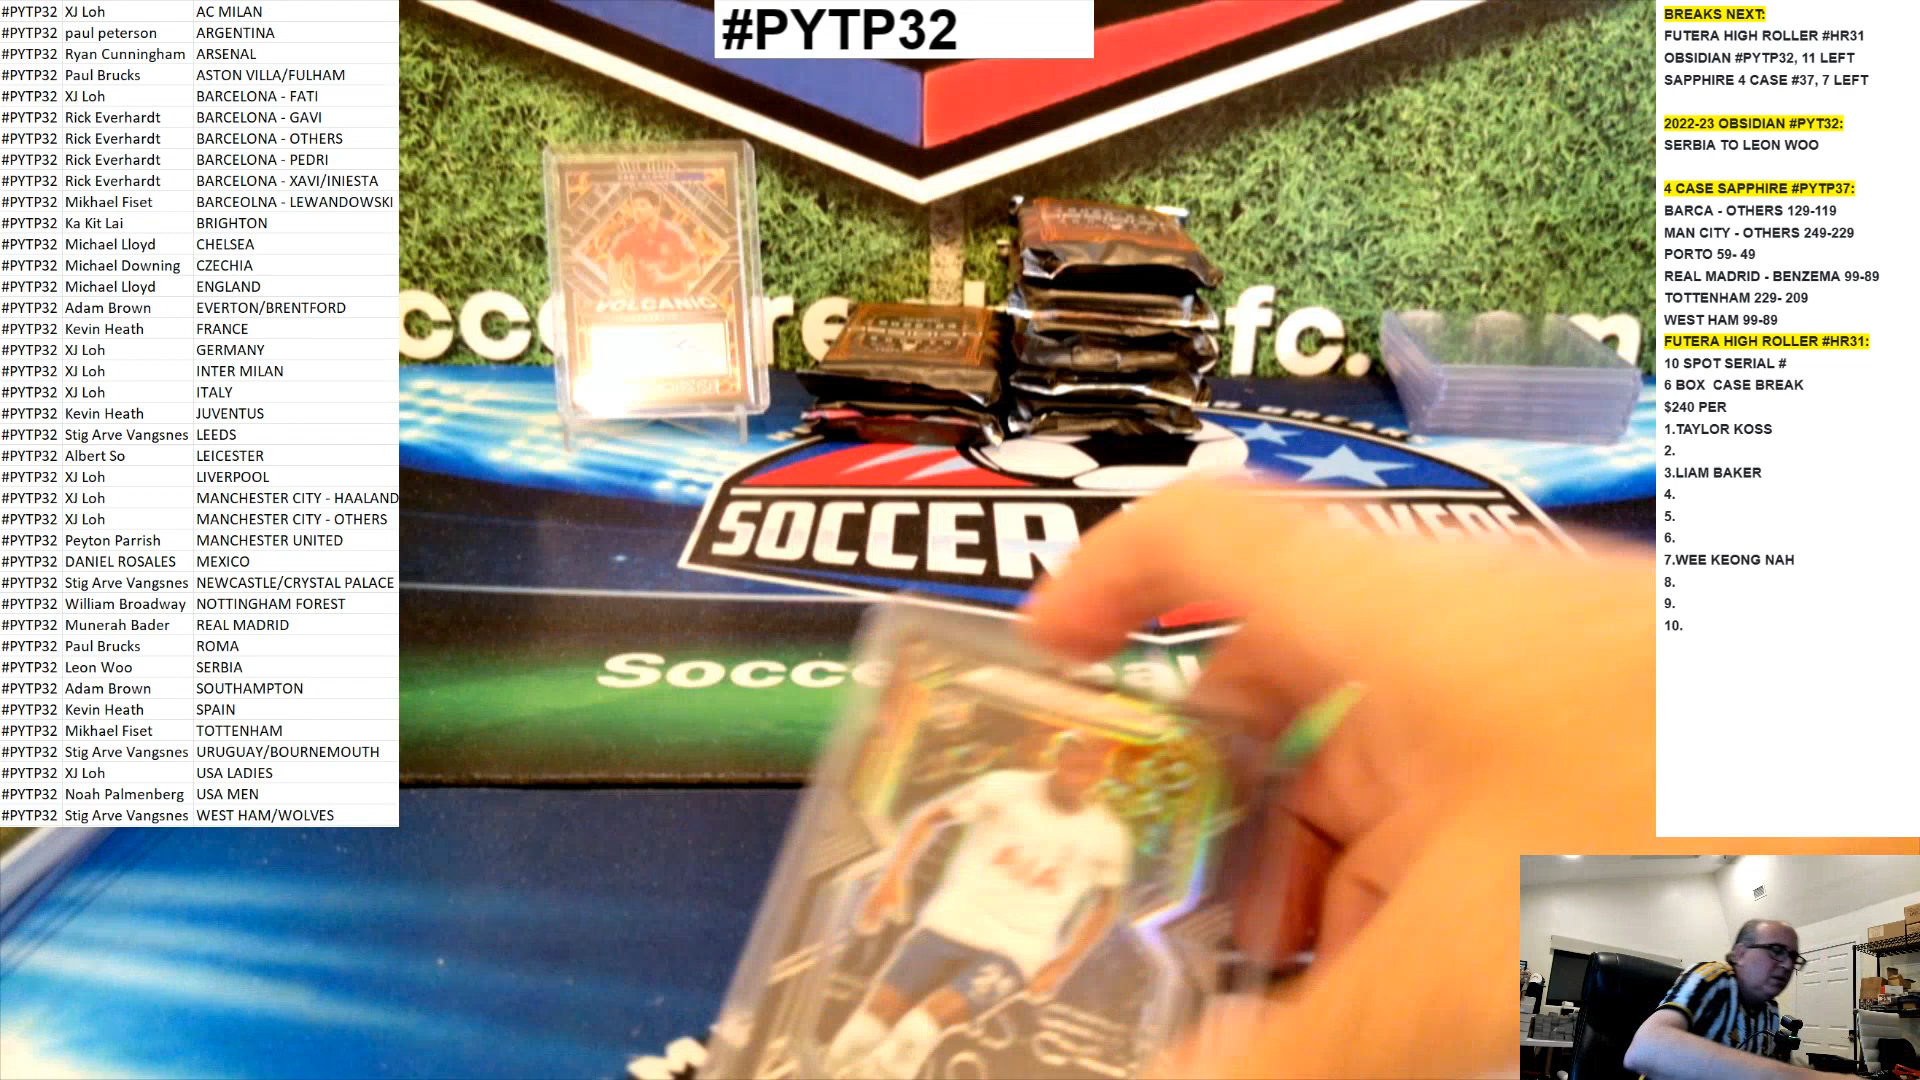 #PYTP32 XJ Loh AC MILAN
#PYTP32 paul peterson ARGENTINA
#PYTP32 Ryan Cunningham ARSENAL
#PYTP32 Paul Brucks ASTON VILLA/FULHAM
#PYTP32 XJ Loh BARCELONA - FATI
#PYTP32 Rick Everhardt BARCELONA - GAVI
#PYTP32 Rick Everhardt BARCELONA - OTHERS
#PYTP32 Rick Everhardt BARCELONA - PEDRI
#PYTP32 Rick Everhardt BARCELONA - XAVI/INIESTA
#PYTP32 Mikhael Fiset BARCEOLNA - LEWANDOWSKI
#PYTP32 Ka Kit Lai BRIGHTON
#PYTP32 Michael Lloyd CHELSEA
#PYTP32 Michael Downing CZECHIA
#PYTP32 Michael Lloyd ENGLAND
#PYTP32 Adam Brown EVERTON/BRENTFORD
#PYTP32 Kevin Heath FRANCE
#PYTP32 XJ Loh GERMANY
#PYTP32 XJ Loh INTER MILAN
#PYTP32 XJ Loh ITALY
#PYTP32 Kevin Heath JUVENTUS
#PYTP32 Stig Arve Vangsnes LEEDS
#PYTP32 Albert So LEICESTER
#PYTP32 XJ Loh LIVERPOOL
#PYTP32 XJ Loh MANCHESTER CITY - HAALAND
#PYTP32 XJ Loh MANCHESTER CITY - OTHERS
#PYTP32 Peyton Parrish MANCHESTER UNITED
#PYTP32 DANIEL ROSALES MEXICO
#PYTP32 Stig Arve Vangsnes NEWCASTLE/CRYSTAL PALACE
#PYTP32 William Broadway NOTTINGHAM FOREST
#PYTP32 Munerah Bader REAL MADRID
#PYTP32 Paul Brucks ROMA
#PYTP32 Leon Woo SERBIA
#PYTP32 Adam Brown SOUTHAMPTON
#PYTP32 Kevin Heath SPAIN
#PYTP32 Mikhael Fiset TOTTENHAM
#PYTP32 Stig Arve Vangsnes URUGUAY/BOURNEMOUTH
#PYTP32 XJ Loh USA LADIES
#PYTP32 Noah Palmenberg USA MEN
#PYTP32 Stig Arve Vangsnes WEST HAM/WOLVES
#PYTP32
VOLCANIC
fc.
SOCCER
AIA
BREAKS NEXT:
FUTERA HIGH ROLLER #HR31
OBSIDIAN #PYTP32, 11 LEFT
SAPPHIRE 4 CASE #37, 7 LEFT
2022-23 OBSIDIAN #PYT32:
SERBIA TO LEON WOO
4 CASE SAPPHIRE #PYTP37:
BARCA - OTHERS 129-119
MAN CITY - OTHERS 249-229
PORTO 59- 49
REAL MADRID - BENZEMA 99-89
TOTTENHAM 229- 209
WEST HAM 99-89
FUTERA HIGH ROLLER #HR31:
10 SPOT SERIAL #
6 BOX CASE BREAK
$240 PER
1.TAYLOR KOSS
2.
3.LIAM BAKER
4.
5.
6.
7.WEE KEONG NAH
8.
9.
10.